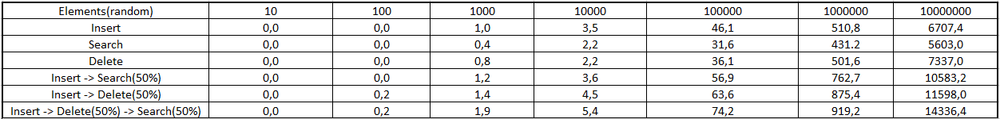 Elements(random) 10 100 1000 10000 100000 1000000 10000000
Insert 0,0 0,0 1,0 3,5 46,1 510,8 6707,4
Search 0,0 0,0 0,4 2,2 31,6 431.2 5603,0
Delete 0,0 0,0 0,8 2,2 36,1 501,6 7337,0
Insert -> Search(50%) 0,0 0,0 1,2 3,6 56,9 762,7 10583,2
Insert -> Delete(50%) 0,0 0,2 1,4 4,5 63,6 875,4 11598,0
Insert -> Delete(50%) -> Search(50%) 0,0 0,2 1,9 5,4 74,2 919,2 14336,4